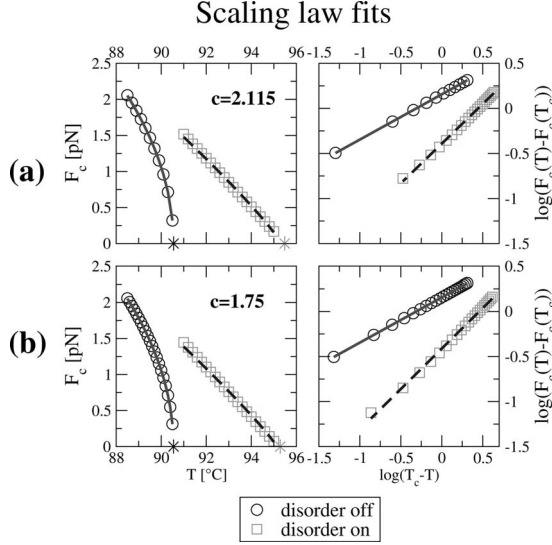 Scaling law fits
88 90 92 94 96
-1.5 -1 -0.5 0 0.5
(a)
F_c [pN]
2.5
2
1.5
1
0.5
0
c=2.115
0.5
0
-0.5
-1
-1.5
log(F_c(T)-F_c(T_c))
(b)
F_c [pN]
2.5
2
1.5
1
0.5
0
c=1.75
0.5
0
-0.5
-1
-1.5
log(F_c(T)-F_c(T_c))
88 90 92 94 96
-1.5 -1 -0.5 0 0.5
T [°C]
log(T_c-T)
disorder off
disorder on